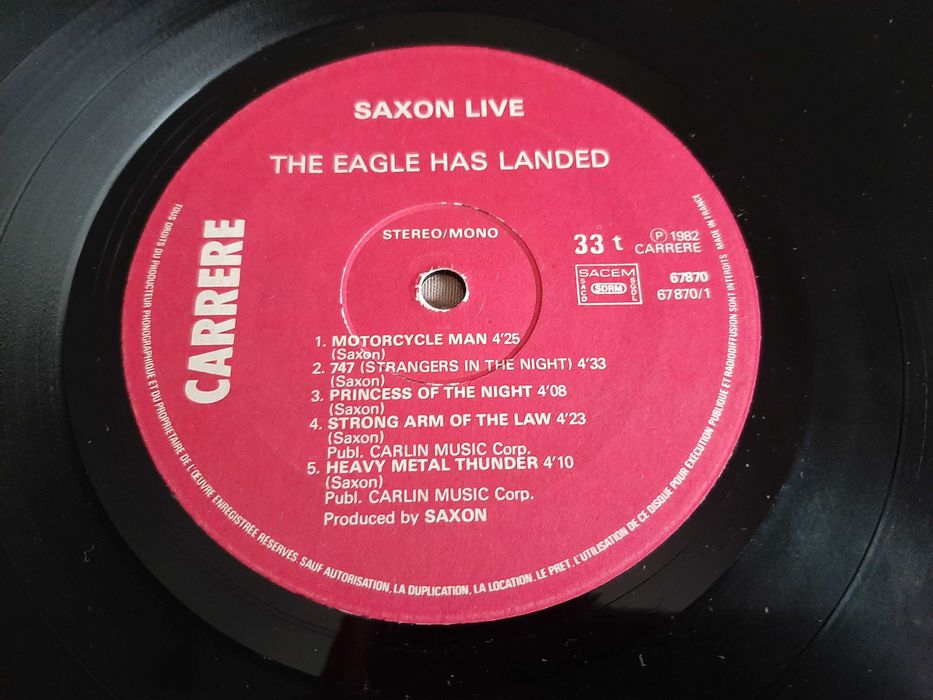 SAXON LIVE
THE EAGLE HAS LANDED
CARRERE
STEREO/MONO
33 t
Ⓟ 1982
CARRERE
SACEM
SACD
SDRM
SGDL
67870
67870/1
1. MOTORCYCLE MAN 4'25
(Saxon)
2. 747 (STRANGERS IN THE NIGHT) 4'33
(Saxon)
3. PRINCESS OF THE NIGHT 4'08
(Saxon)
4. STRONG ARM OF THE LAW 4'23
(Saxon)
Publ. CARLIN MUSIC Corp.
5. HEAVY METAL THUNDER 4'10
(Saxon)
Publ. CARLIN MUSIC Corp.
Produced by SAXON
TOUS DROITS DU PRODUCTEUR PHONOGRAPHIQUE ET DU PROPRIETAIRE DE L'ŒUVRE ENREGISTREE RESERVES, SAUF AUTORISATION, LA DUPLICATION, LA LOCATION, LE PRET, L'UTILISATION DE CE DISQUE POUR EXECUTION PUBLIQUE ET RADIODIFFUSION SONT INTERDITS MADE IN FRANCE